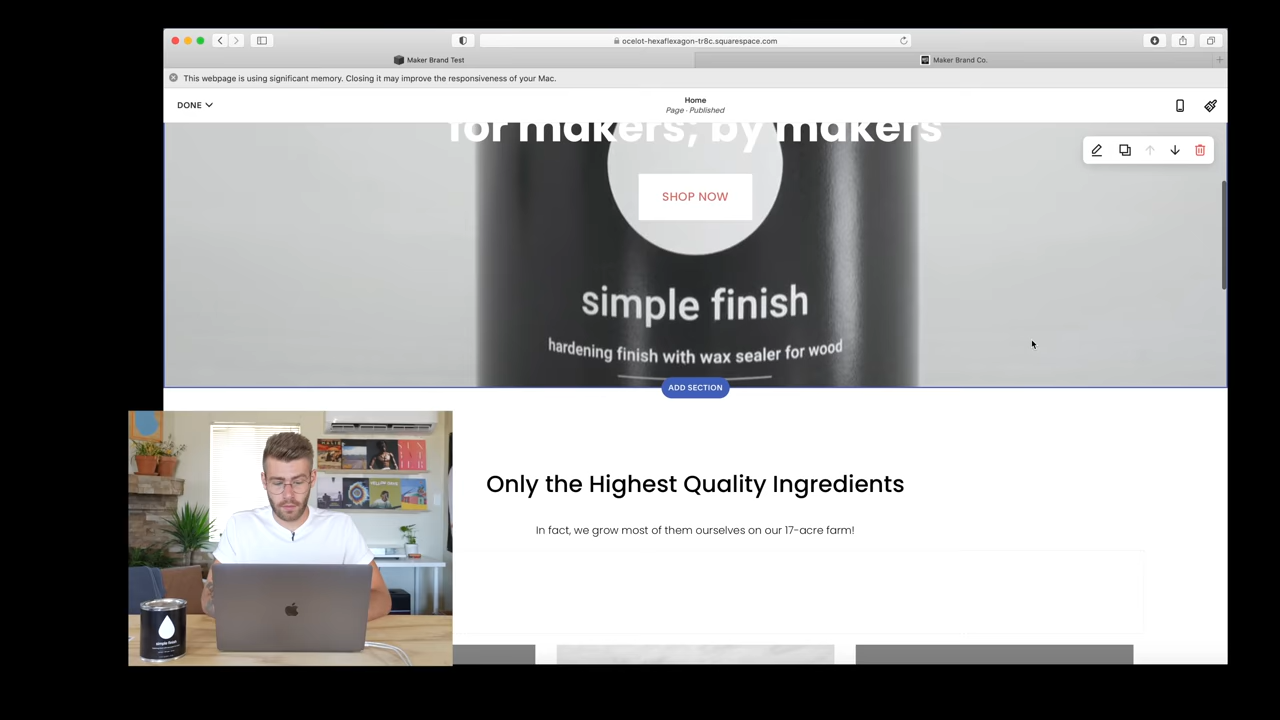 ocelot-hexaflexagon-tr8c.squarespace.com
Maker Brand Test
Maker Brand Co.
This webpage is using significant memory. Closing it may improve the responsiveness of your Mac.
DONE
Home
Page · Published
for makers; by makers
SHOP NOW
simple finish
hardening finish with wax sealer for wood
ADD SECTION
Only the Highest Quality Ingredients
In fact, we grow most of them ourselves on our 17-acre farm!
simple finish